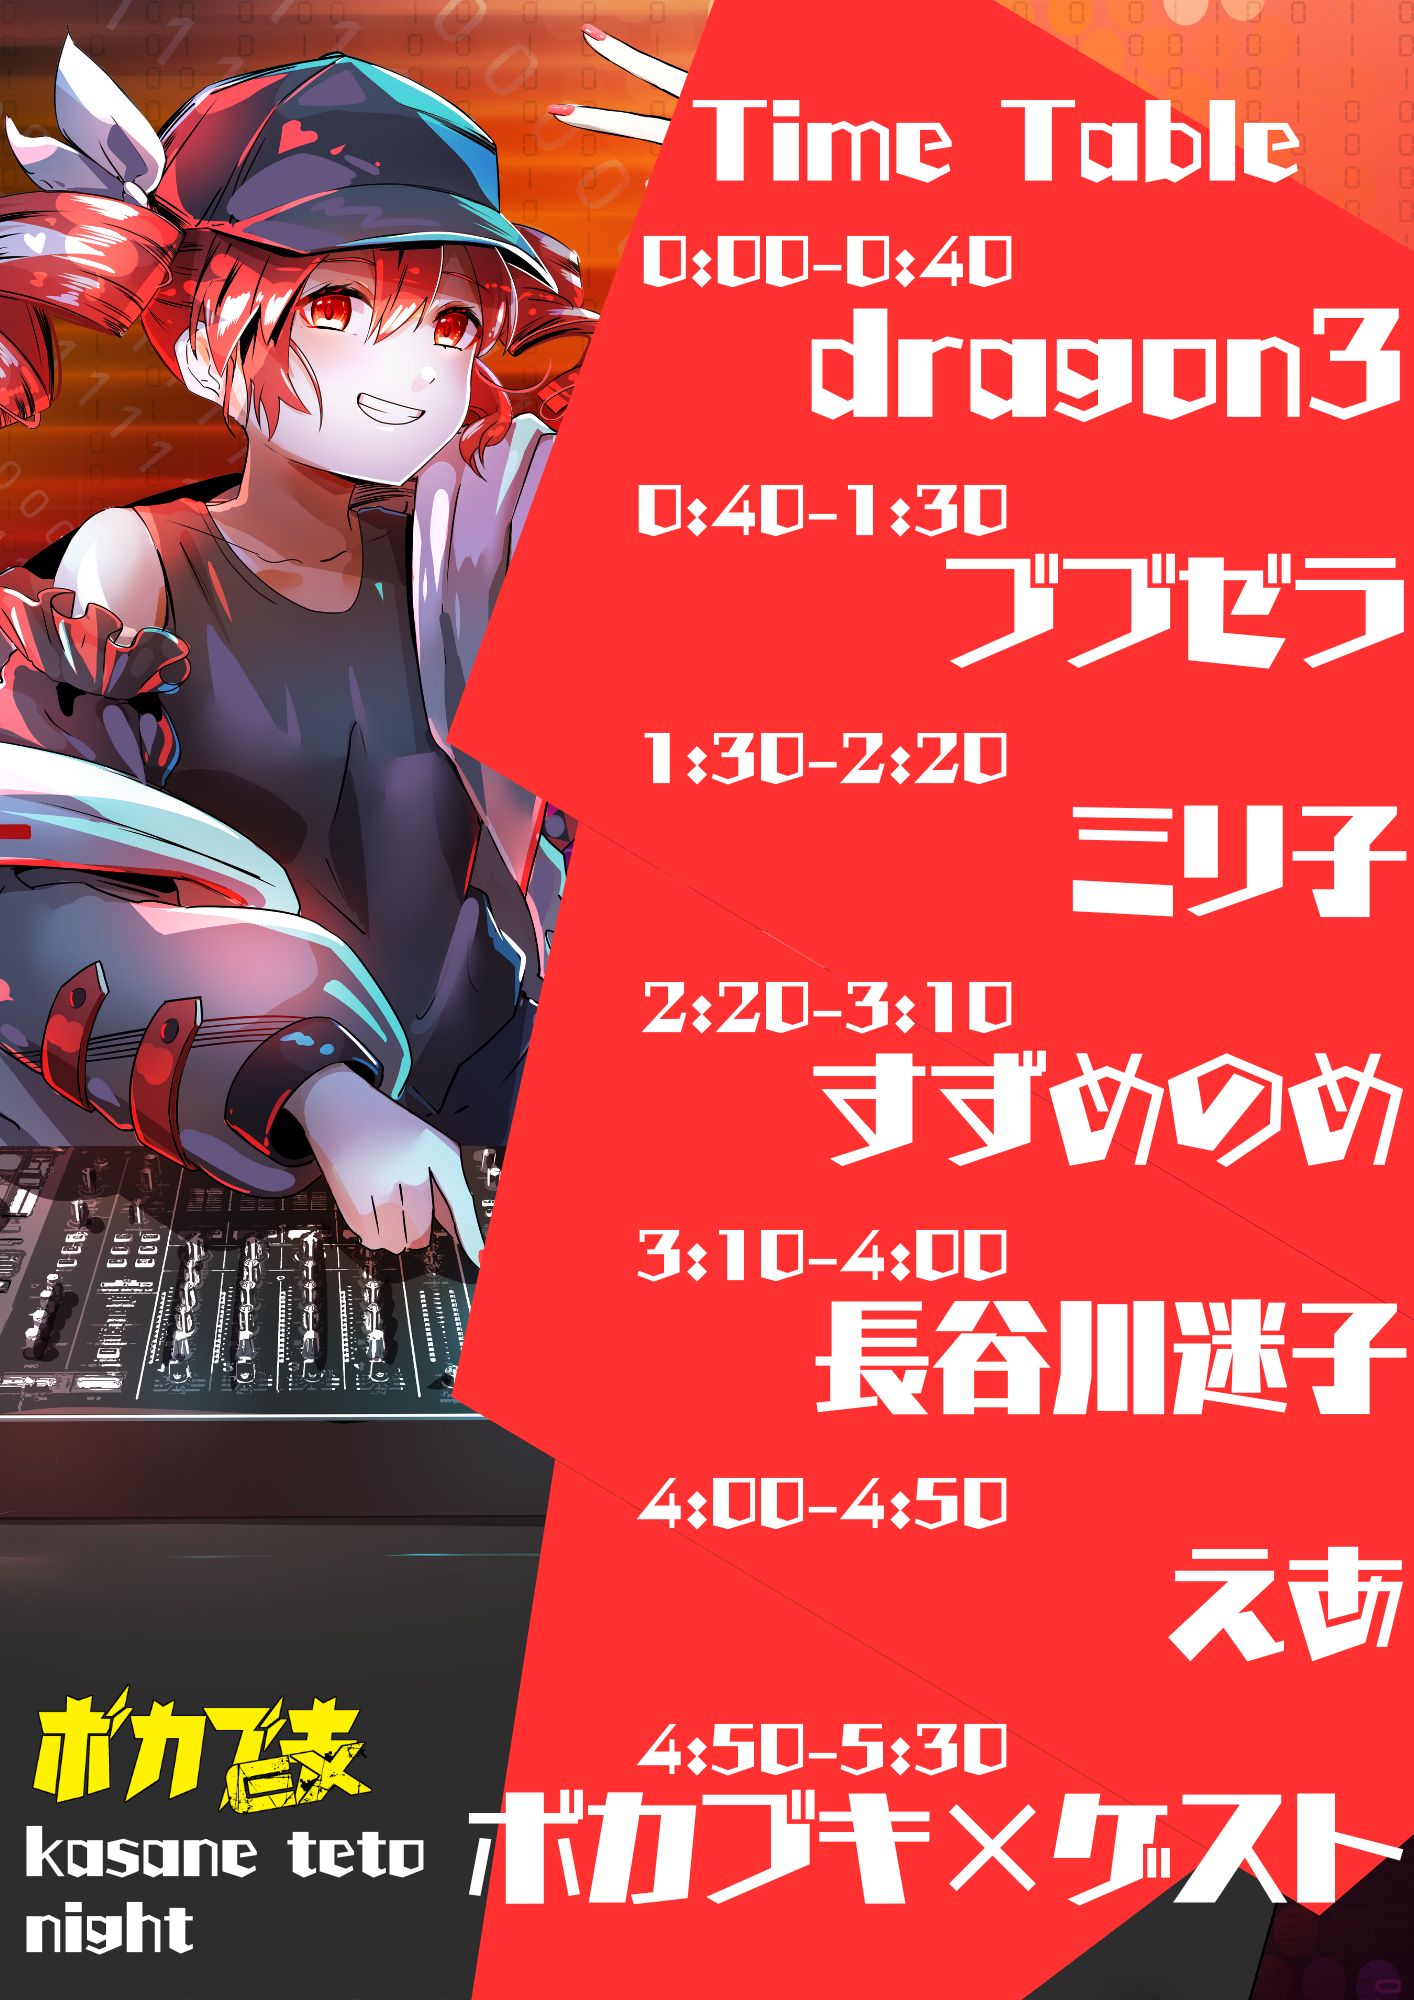 Time Table
0:00-0:40
dragon3
0:40-1:30
ブブゼラ
1:30-2:20
ミリ子
2:20-3:10
すずめのめ
3:10-4:00
長谷川迷子
4:00-4:50
えあ
4:50-5:30
ボカブキ×ゲスト
ボカブキ
EX
kasane teto
night